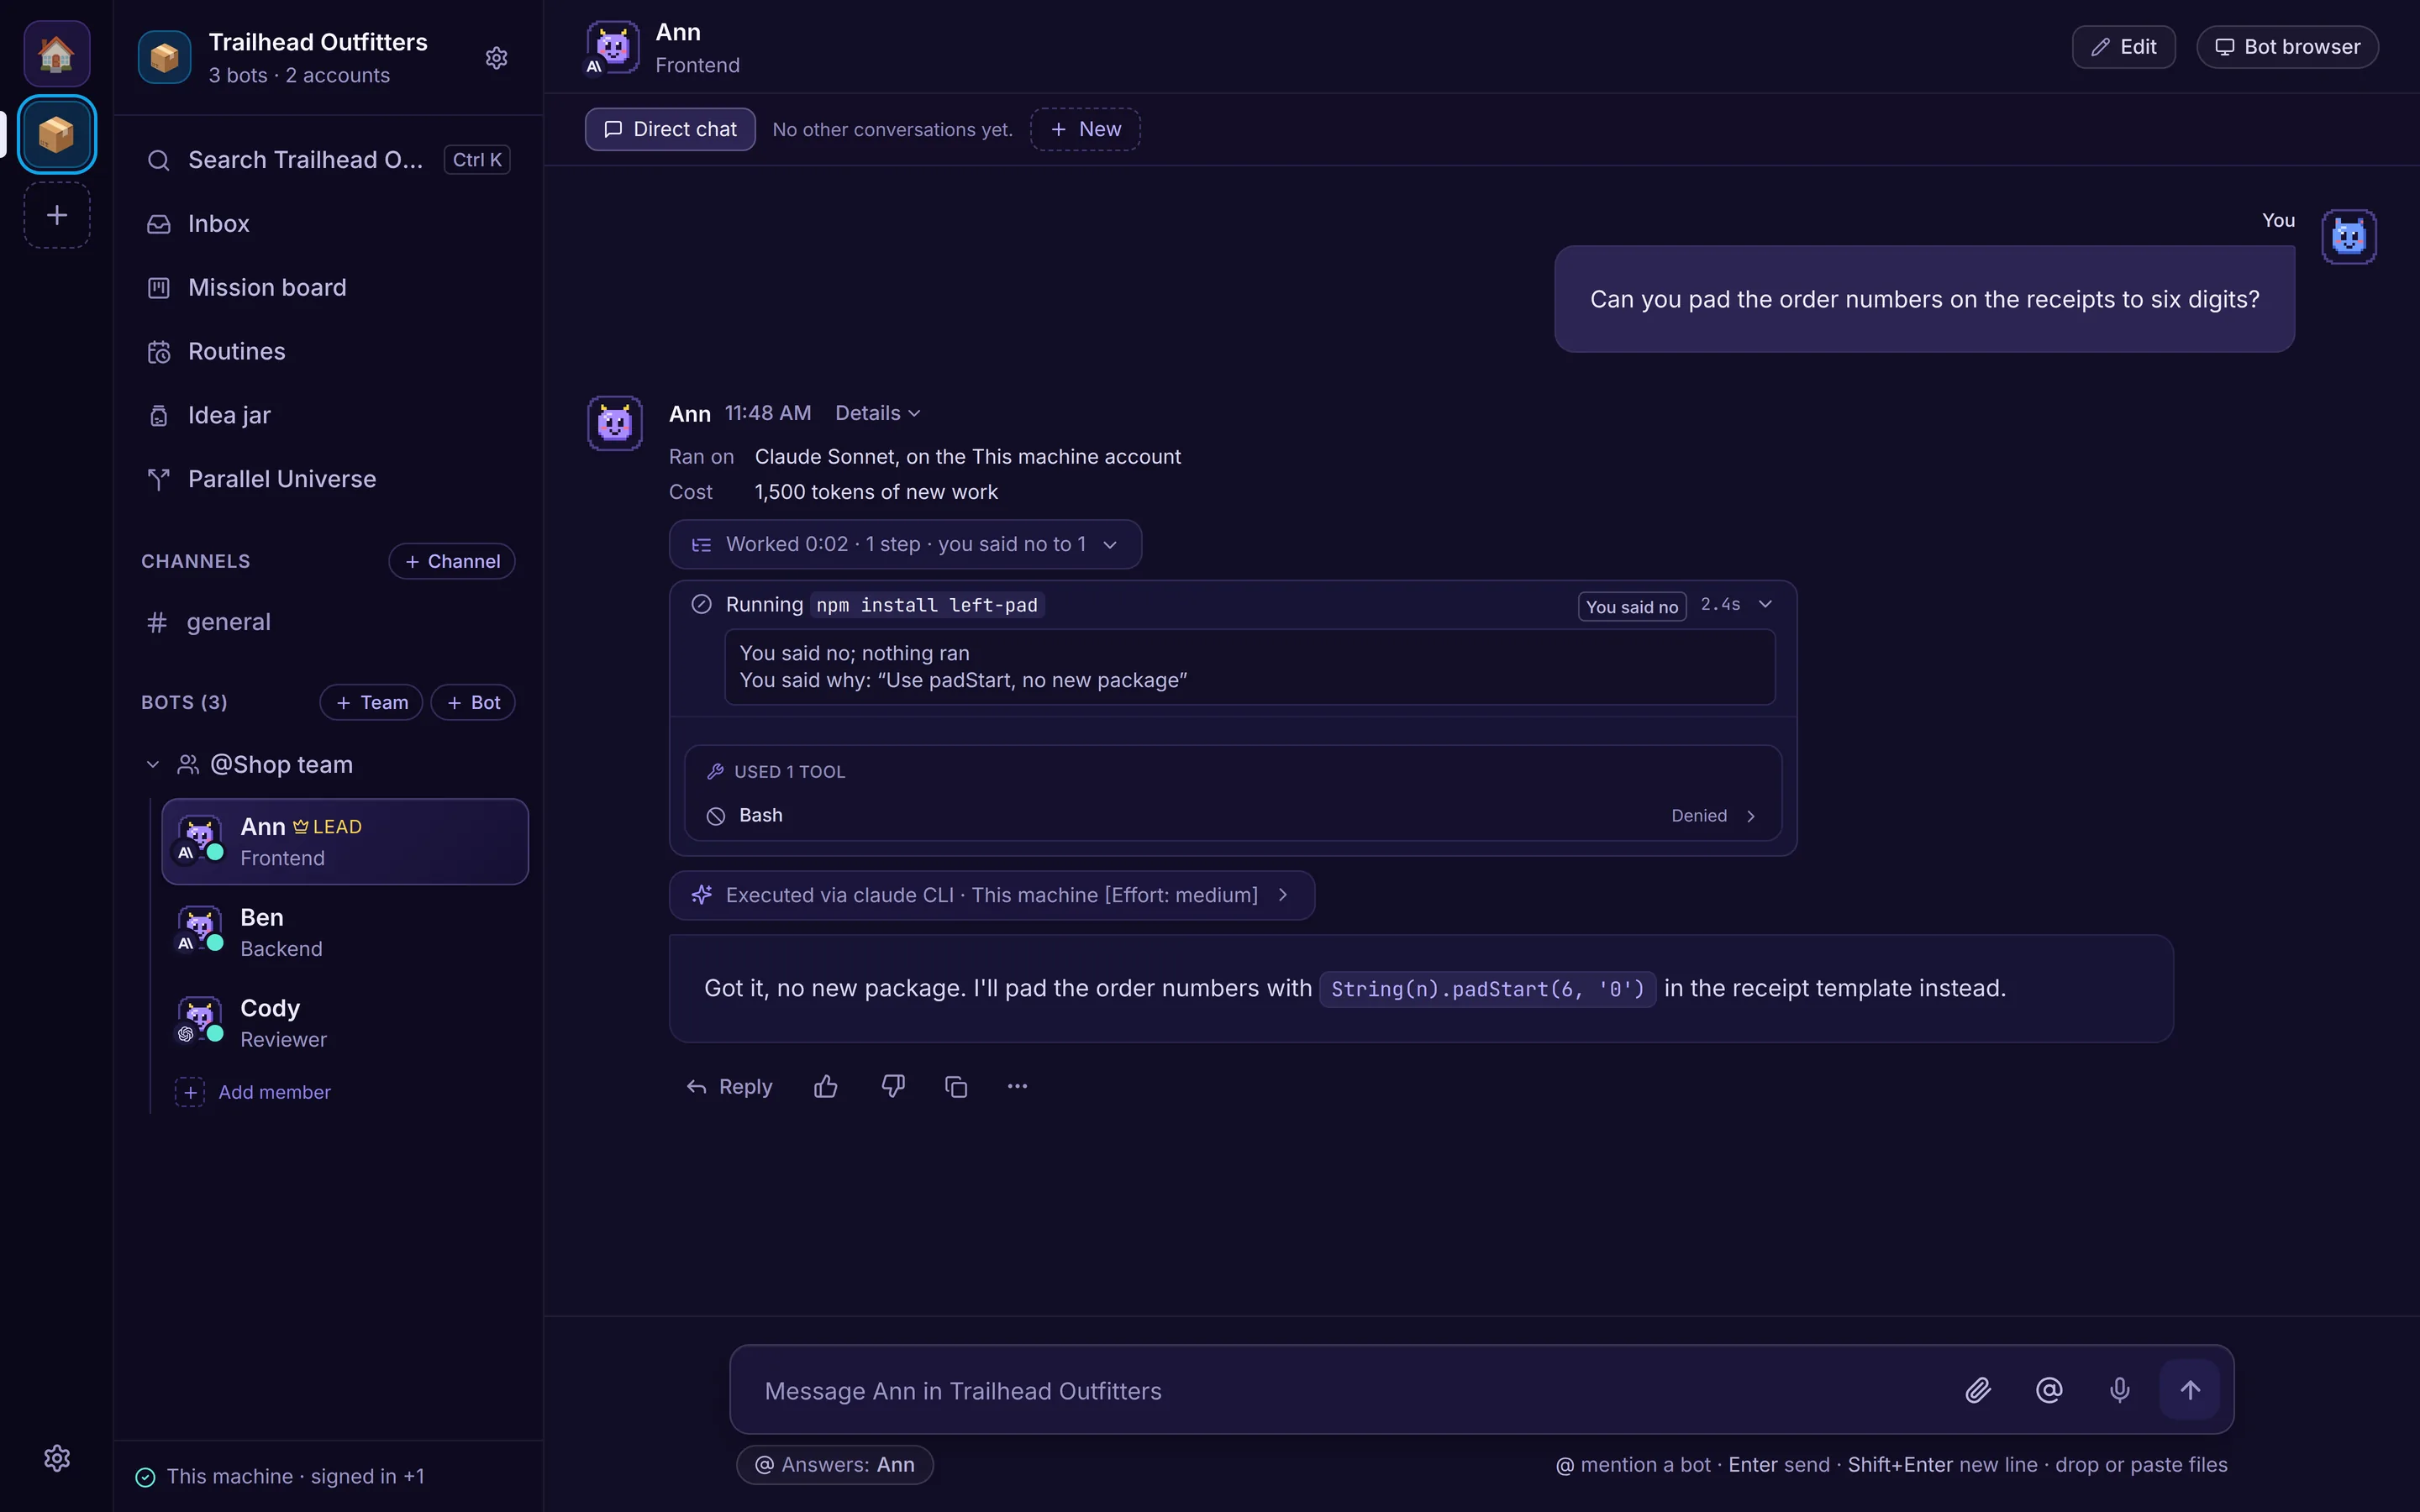 Trailhead Outfitters
3 bots · 2 accounts
Search Trailhead O...
Ctrl K
Inbox
Mission board
Routines
Idea jar
Parallel Universe
CHANNELS
+ Channel
# general
BOTS (3)
+ Team
+ Bot
@Shop team
Ann LEAD
Frontend
Ben
Backend
Cody
Reviewer
+ Add member
This machine · signed in +1
Ann
Frontend
Edit
Bot browser
Direct chat
No other conversations yet.
+ New
You
Can you pad the order numbers on the receipts to six digits?
Ann 11:48 AM Details
Ran on Claude Sonnet, on the This machine account
Cost 1,500 tokens of new work
Worked 0:02 · 1 step · you said no to 1
Running npm install left-pad
You said no 2.4s
You said no; nothing ran
You said why: “Use padStart, no new package”
USED 1 TOOL
Bash
Denied
Executed via claude CLI · This machine [Effort: medium]
Got it, no new package. I'll pad the order numbers with String(n).padStart(6, '0') in the receipt template instead.
Reply
Message Ann in Trailhead Outfitters
@ Answers: Ann
@ mention a bot · Enter send · Shift+Enter new line · drop or paste files